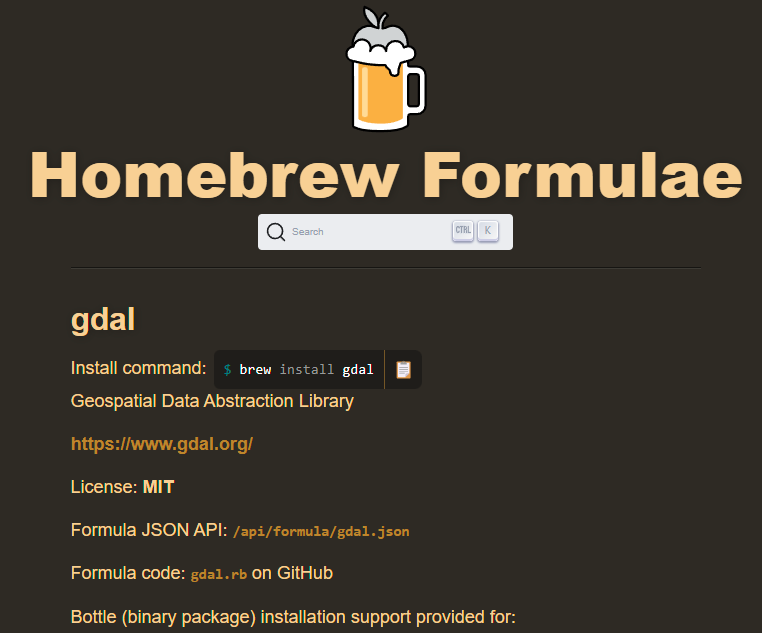 Homebrew Formulae
Search CTRL K
gdal
Install command: $ brew install gdal
Geospatial Data Abstraction Library
https://www.gdal.org/
License: MIT
Formula JSON API: /api/formula/gdal.json
Formula code: gdal.rb on GitHub
Bottle (binary package) installation support provided for: